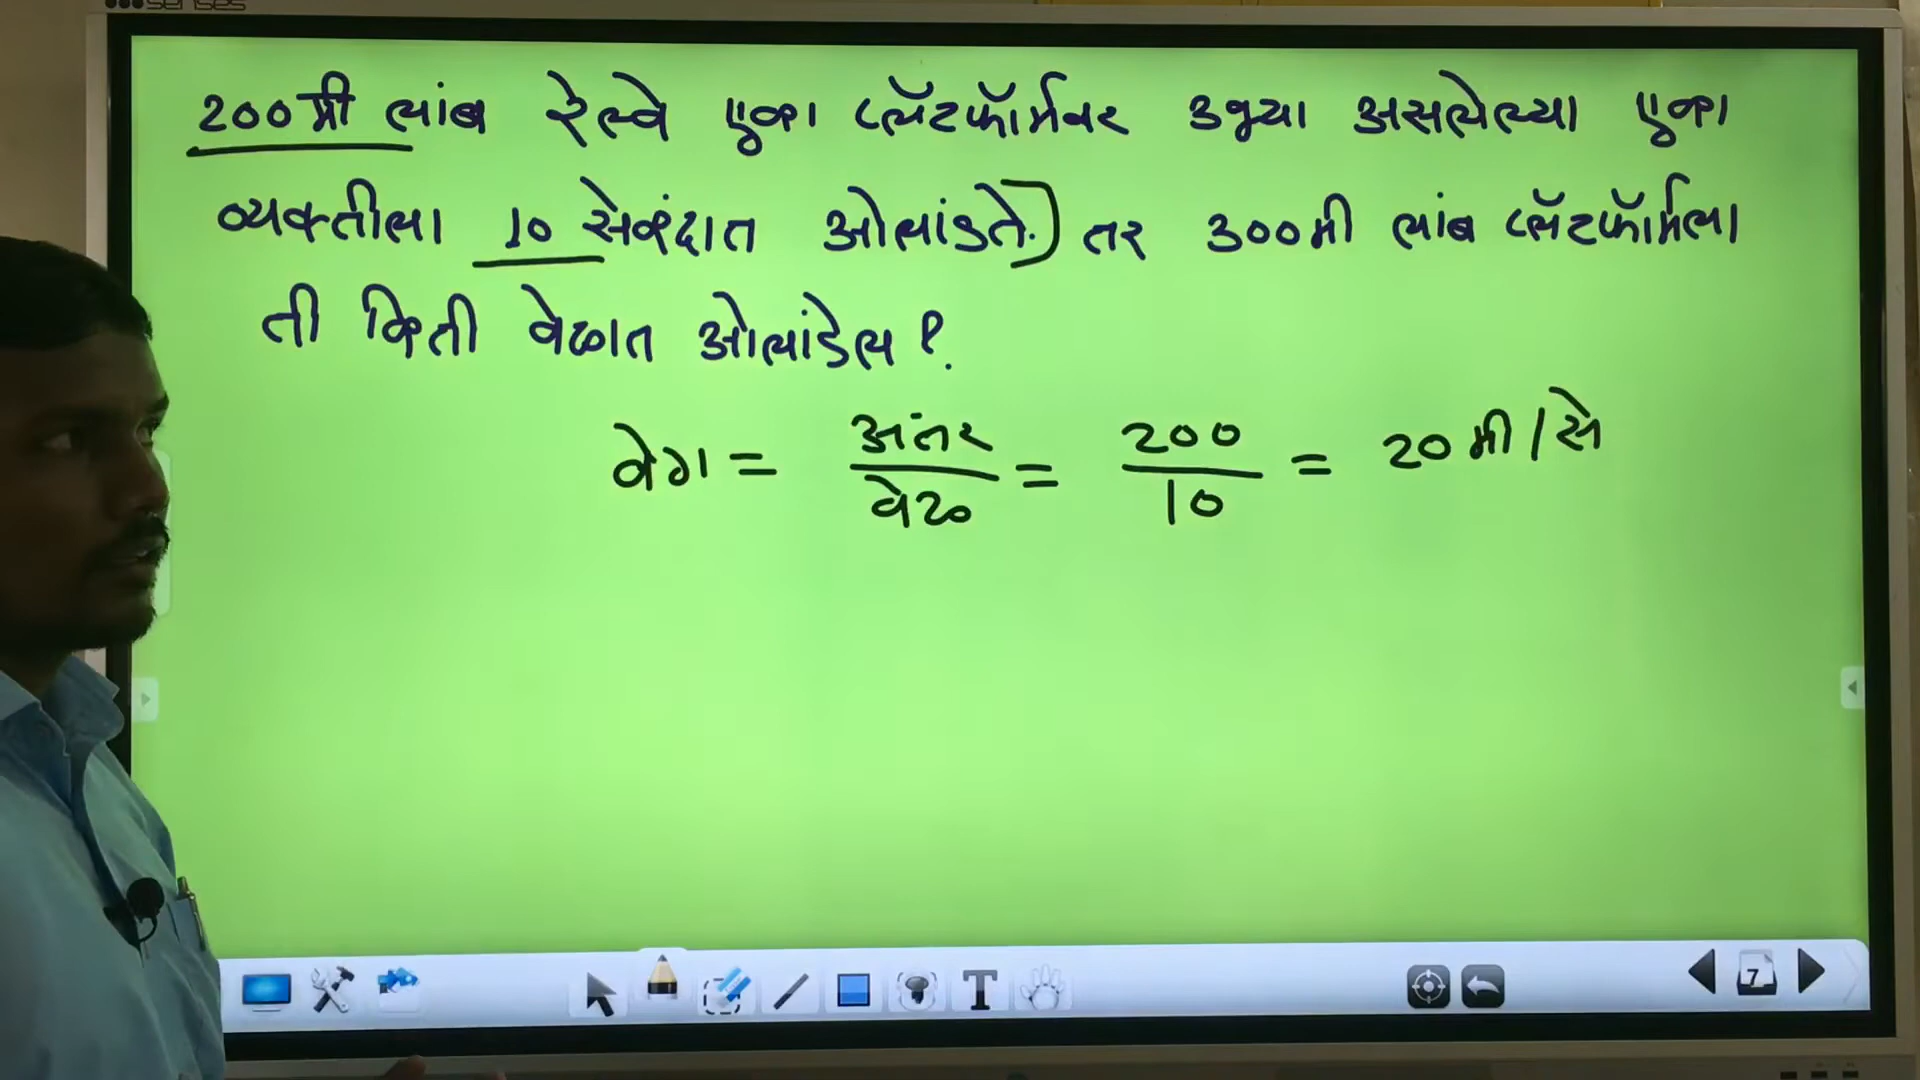 senses
200मी लांब रेल्वे एका प्लॅटफॉर्मवर उभ्या असलेल्या एका
व्यक्तीला 10 सेकंदात ओलांडते.) तर 300मी लांब प्लॅटफॉर्मला
ती किती वेळात ओलांडेल ?.
वेग = अंतर / वेळ = 200 / 10 = 20 मी / से
T
7